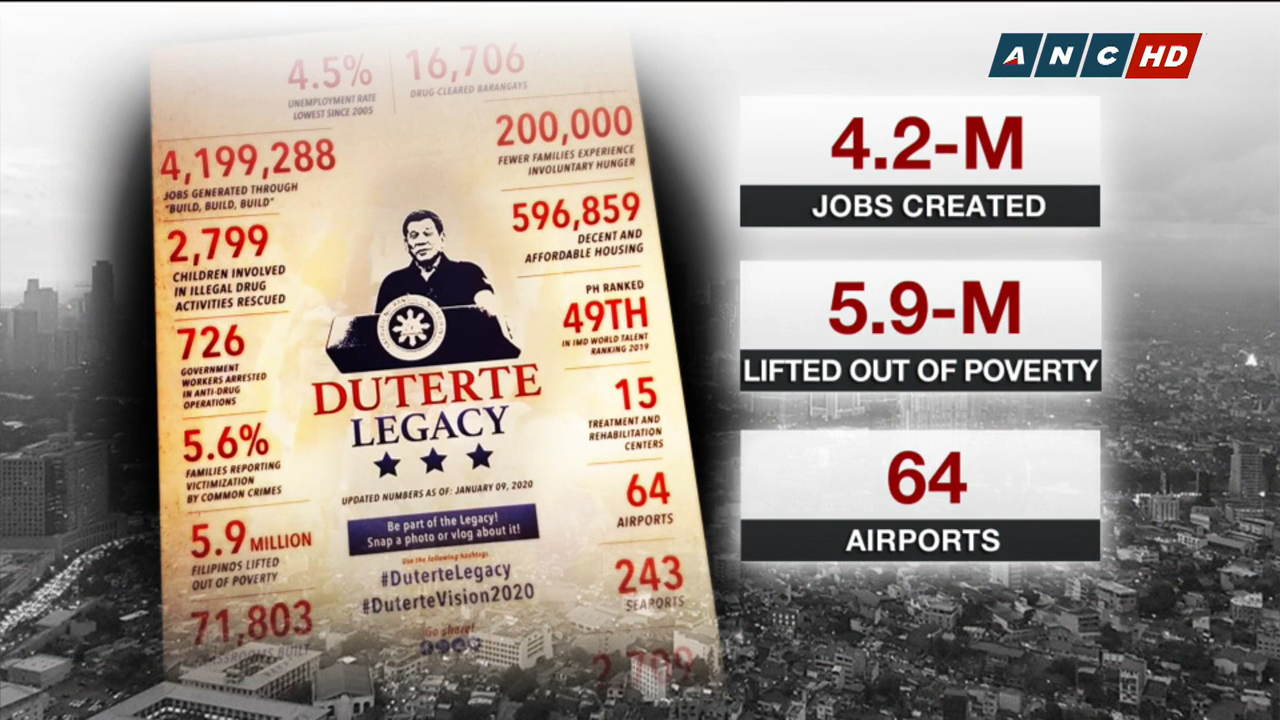 ANC HD
4.5%
UNEMPLOYMENT RATE
LOWEST SINCE 2005
16,706
DRUG-CLEARED BARANGAYS
4,199,288
JOBS GENERATED THROUGH
"BUILD, BUILD, BUILD"
2,799
CHILDREN INVOLVED
IN ILLEGAL DRUG
ACTIVITIES RESCUED
726
GOVERNMENT
WORKERS ARRESTED
IN ANTI-DRUG
OPERATIONS
5.6%
FAMILIES REPORTING
VICTIMIZATION
BY COMMON CRIMES
5.9 MILLION
FILIPINOS LIFTED
OUT OF POVERTY
71,803
CLASSROOMS BUILT
DUTERTE
LEGACY
UPDATED NUMBERS AS OF: JANUARY 09, 2020
Be part of the Legacy!
Snap a photo or vlog about it!
Use the following hashtags
#DuterteLegacy
#DuterteVision2020
Go share!
200,000
FEWER FAMILIES EXPERIENCE
INVOLUNTARY HUNGER
596,859
DECENT AND
AFFORDABLE HOUSING
PH RANKED
49TH
IN IMD WORLD TALENT
RANKING 2019
15
TREATMENT AND
REHABILITATION
CENTERS
64
AIRPORTS
243
SEAPORTS
4.2-M
JOBS CREATED
5.9-M
LIFTED OUT OF POVERTY
64
AIRPORTS